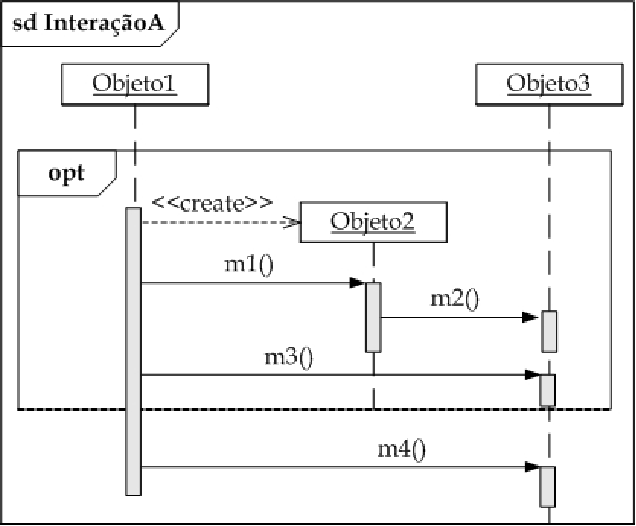 sd InteraçãoA
Objeto1
Objeto3
opt
<<create>>
Objeto2
m1()
m2()
m3()
m4()